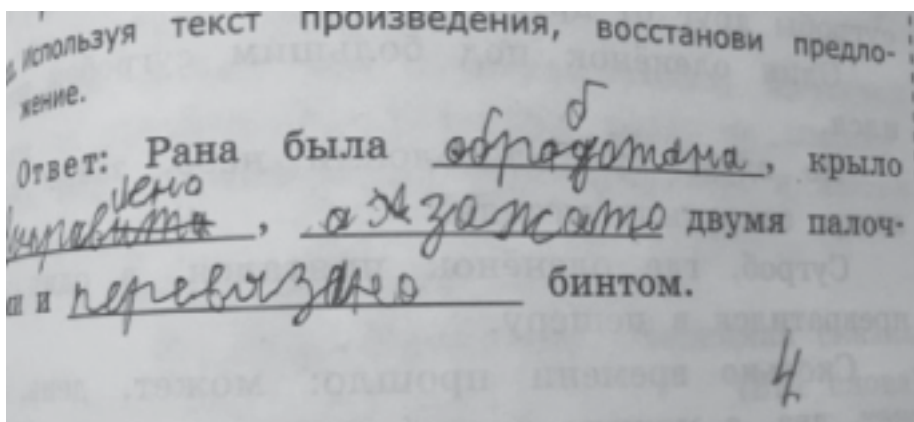 Используя текст произведения, восстанови предло-
жение.
б
Ответ: Рана была обработана, крыло
лено
, зажато двумя палоч-
и и перевязано бинтом.
4